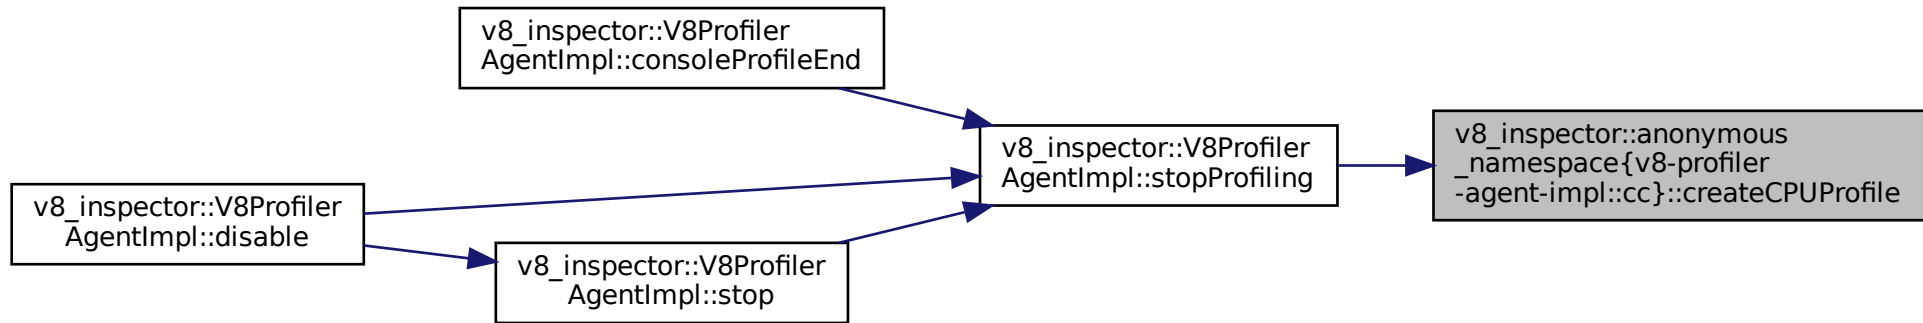 v8_inspector::V8Profiler
AgentImpl::consoleProfileEnd
v8_inspector::V8Profiler
AgentImpl::disable
v8_inspector::V8Profiler
AgentImpl::stop
v8_inspector::V8Profiler
AgentImpl::stopProfiling
v8_inspector::anonymous
_namespace{v8-profiler
-agent-impl::cc}::createCPUProfile